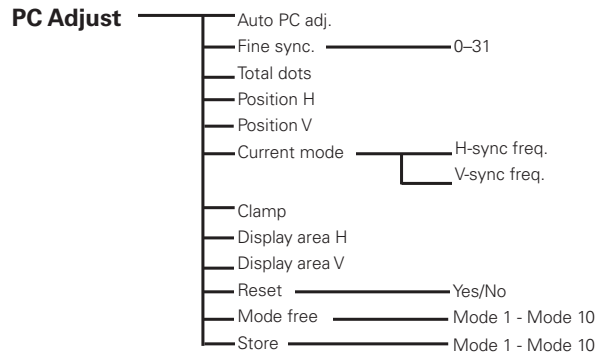 PC Adjust
Auto PC adj.
Fine sync. 0–31
Total dots
Position H
Position V
Current mode H-sync freq.
V-sync freq.
Clamp
Display area H
Display area V
Reset Yes/No
Mode free Mode 1 - Mode 10
Store Mode 1 - Mode 10